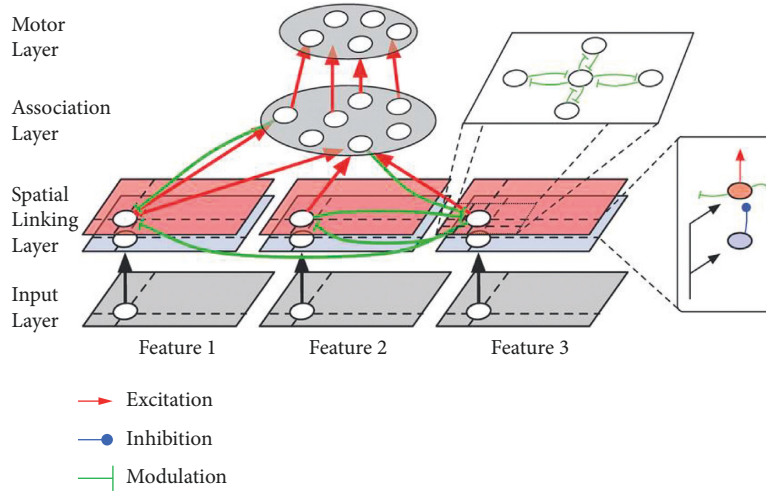 Motor
Layer
Association
Layer
Spatial
Linking
Layer
Input
Layer
Feature 1
Feature 2
Feature 3
Excitation
Inhibition
Modulation